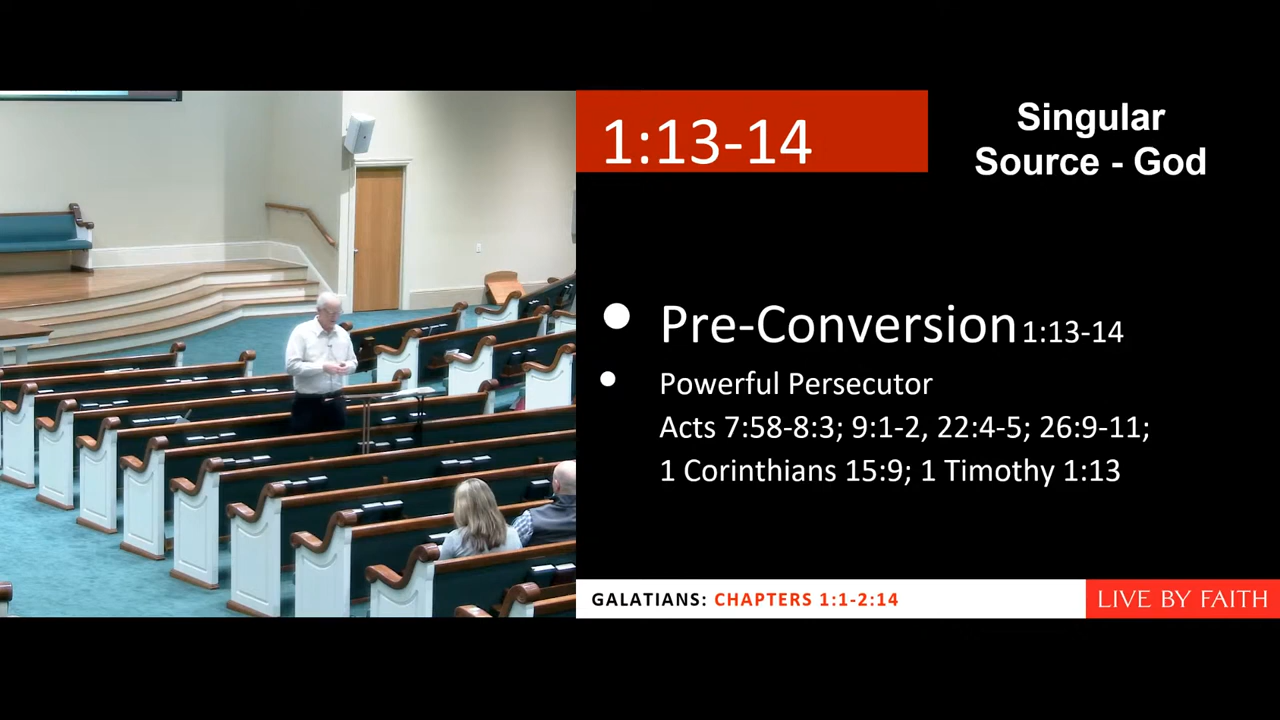 1:13-14
Singular
Source - God
• Pre-Conversion 1:13-14
• Powerful Persecutor
Acts 7:58-8:3; 9:1-2, 22:4-5; 26:9-11;
1 Corinthians 15:9; 1 Timothy 1:13
GALATIANS: CHAPTERS 1:1-2:14
LIVE BY FAITH